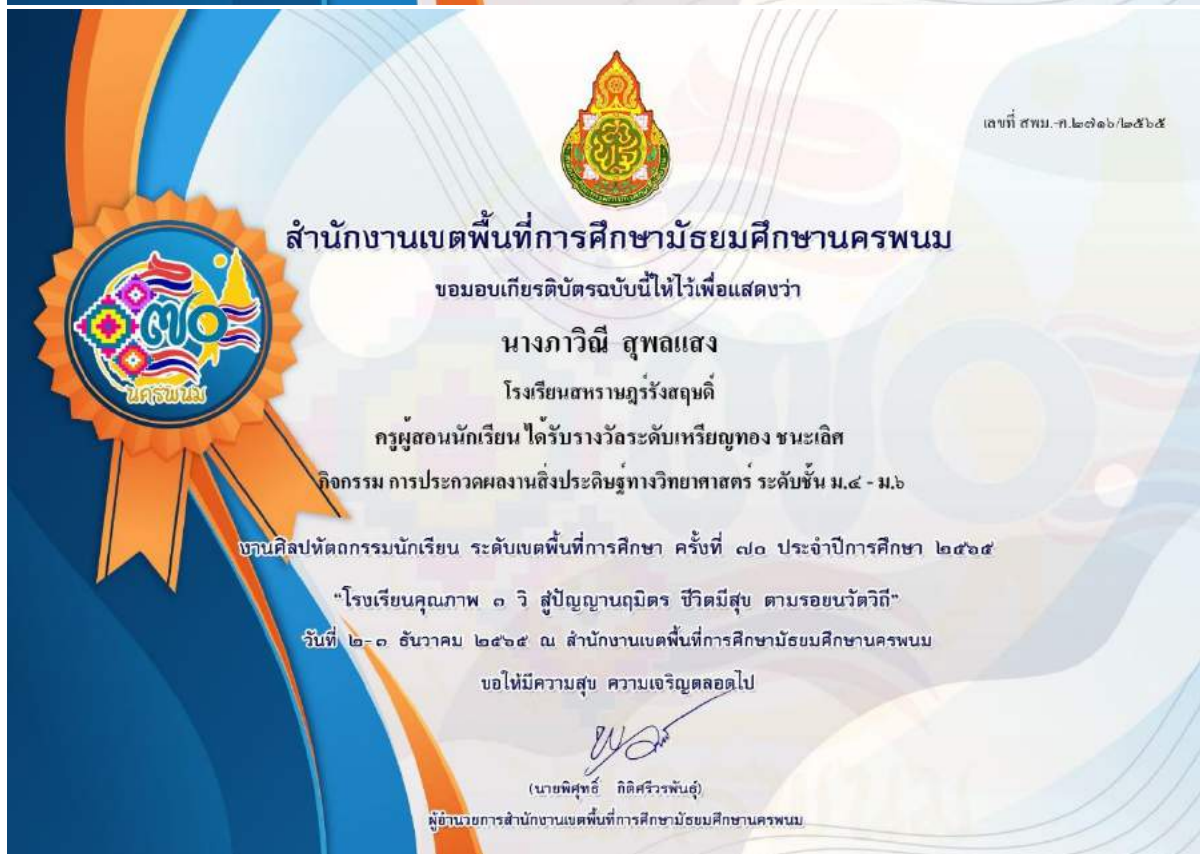 เลขที่ สพม.-ค.๒๗๑๖/๒๕๖๕
สำนักงานเขตพื้นที่การศึกษามัธยมศึกษานครพนม
ขอมอบเกียรติบัตรฉบับนี้ให้ไว้เพื่อแสดงว่า
นางภาวิณี สุพลแสง
โรงเรียนสหราษฎร์รังสฤษดิ์
ครูผู้สอนนักเรียน ได้รับรางวัลระดับเหรียญทอง ชนะเลิศ
กิจกรรม การประกวดผลงานสิ่งประดิษฐ์ทางวิทยาศาสตร์ ระดับชั้น ม.๔ - ม.๖
งานศิลปหัตถกรรมนักเรียน ระดับเขตพื้นที่การศึกษา ครั้งที่ ๗๐ ประจำปีการศึกษา ๒๕๖๕
“โรงเรียนคุณภาพ ๓ วิ สู่ปัญญานฤมิตร ชีวิตมีสุข ตามรอยนวัตวิถี”
วันที่ ๒-๓ ธันวาคม ๒๕๖๕ ณ สำนักงานเขตพื้นที่การศึกษามัธยมศึกษานครพนม
ขอให้มีความสุข ความเจริญตลอดไป
(นายพิศุทธิ์ กิติศรีวรพันธุ์)
ผู้อำนวยการสำนักงานเขตพื้นที่การศึกษามัธยมศึกษานครพนม
๗๐
นครพนม